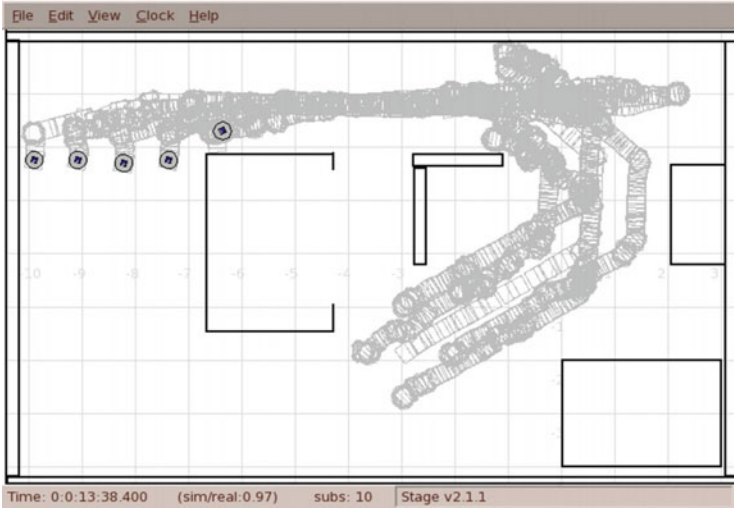 File Edit View Clock Help
-10 -9 -8 -7 -6 -5 -4 -3 2 3
-1
Time: 0:0:13:38.400 (sim/real:0.97) subs: 10 Stage v2.1.1